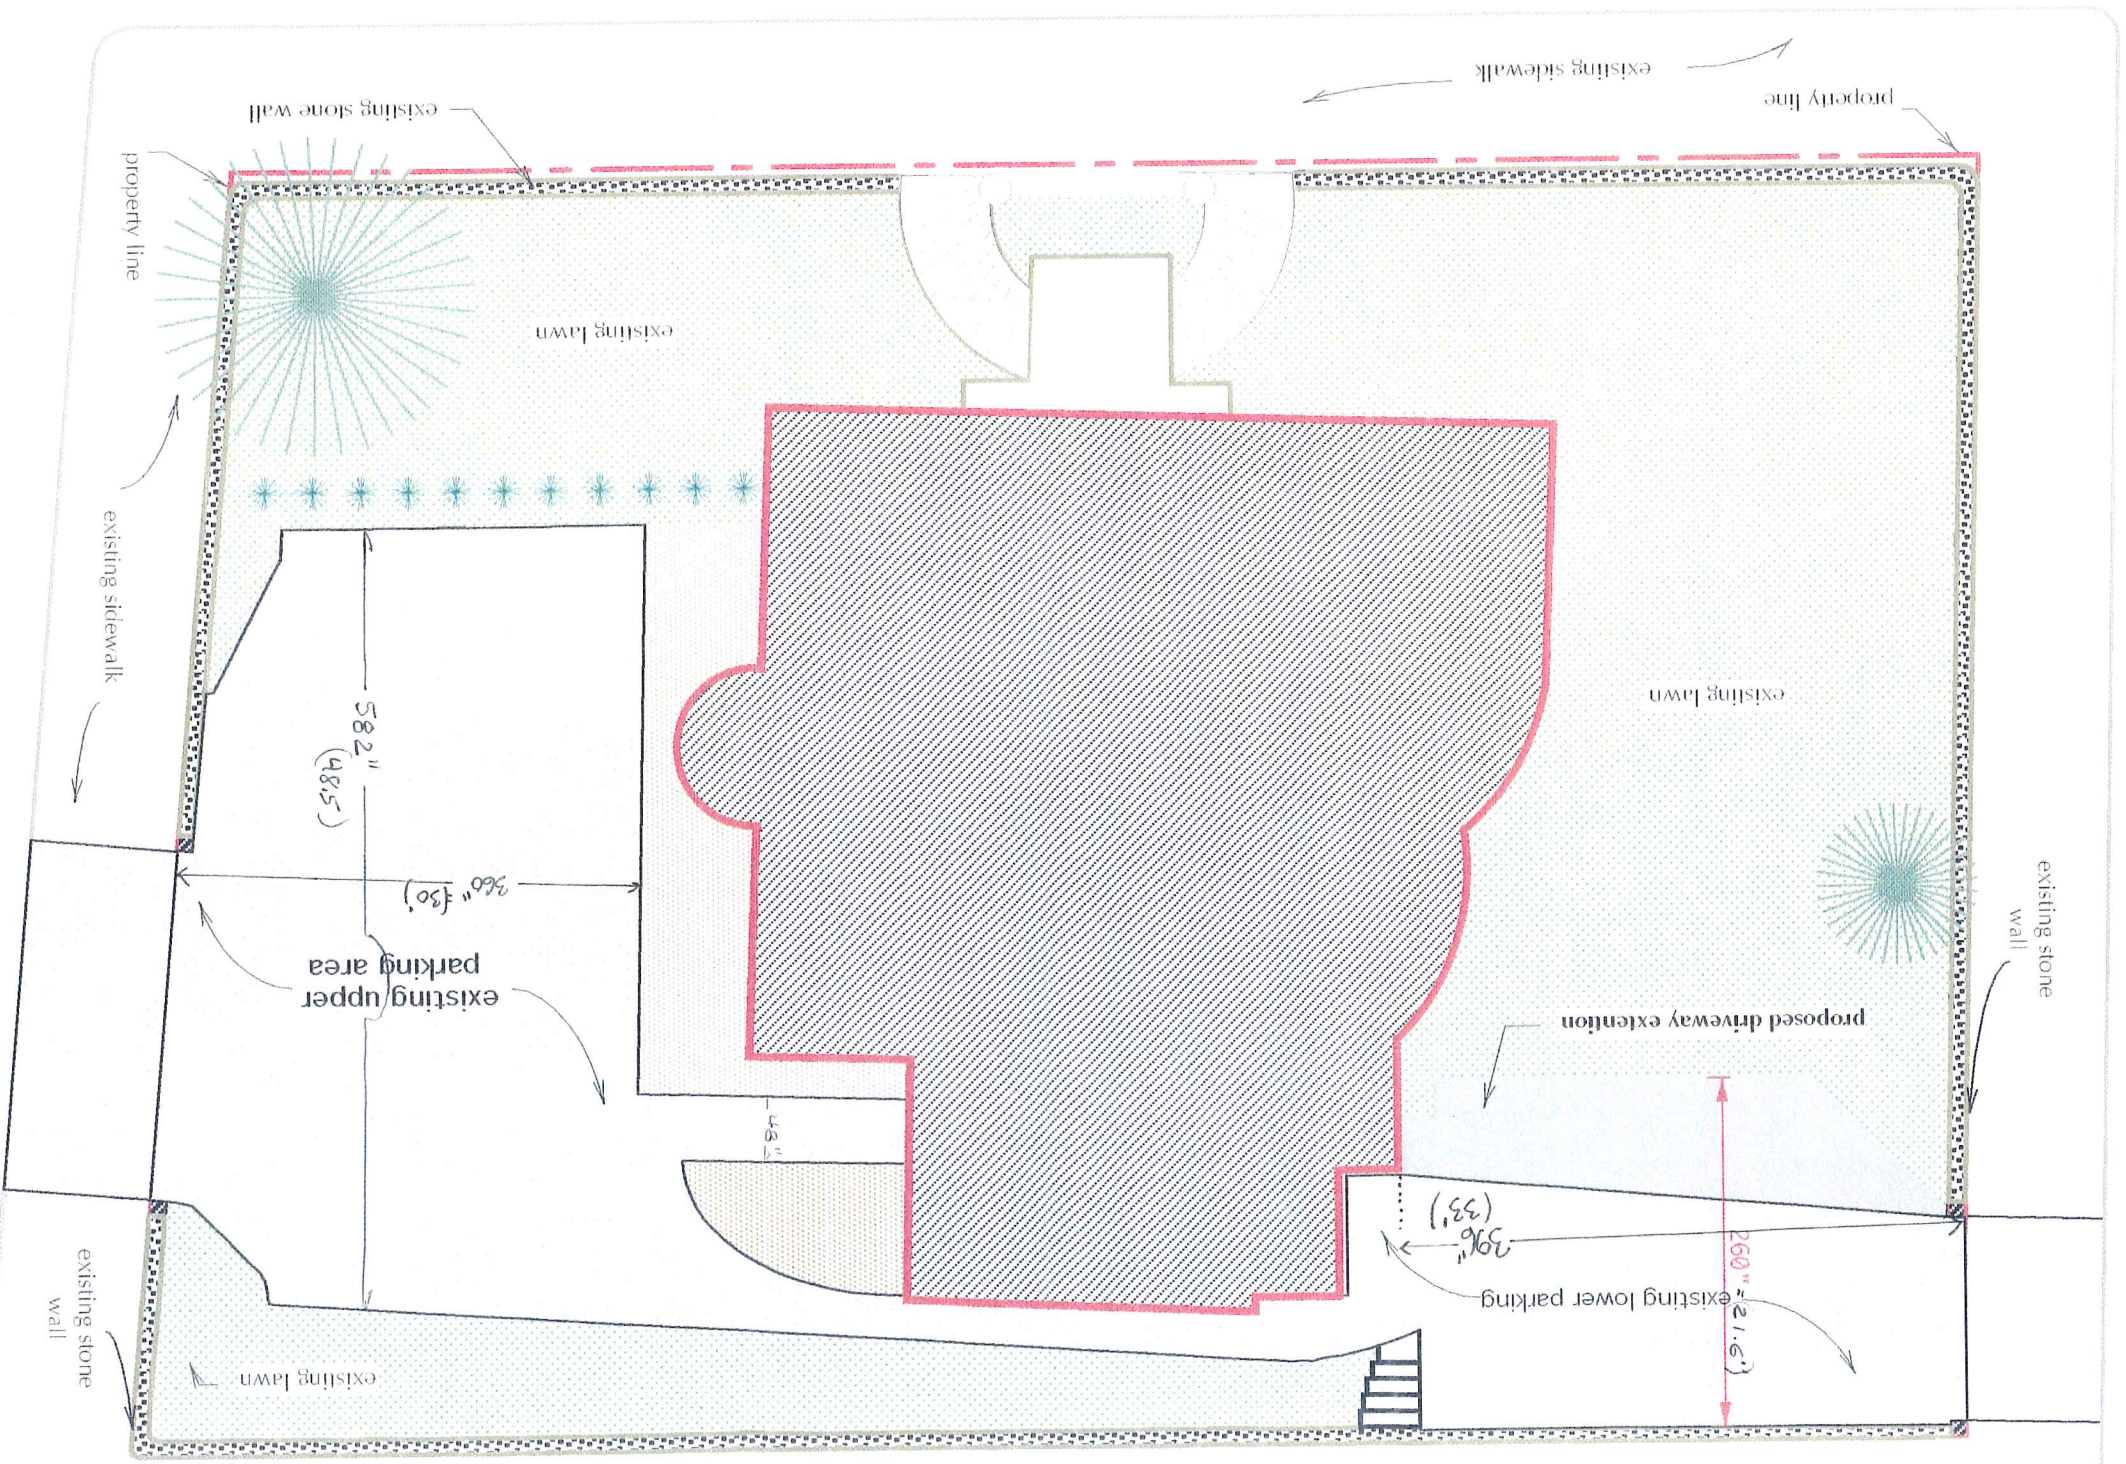 existing sidewalk
property line
existing stone wall
property line
existing lawn
existing sidewalk
existing lawn
582"
(48.5)
360" (30')
existing upper
parking area
existing stone
wall
proposed driveway extention
48"
396"
(33')
260" = 21.6')
existing lower parking
existing stone
wall
existing lawn